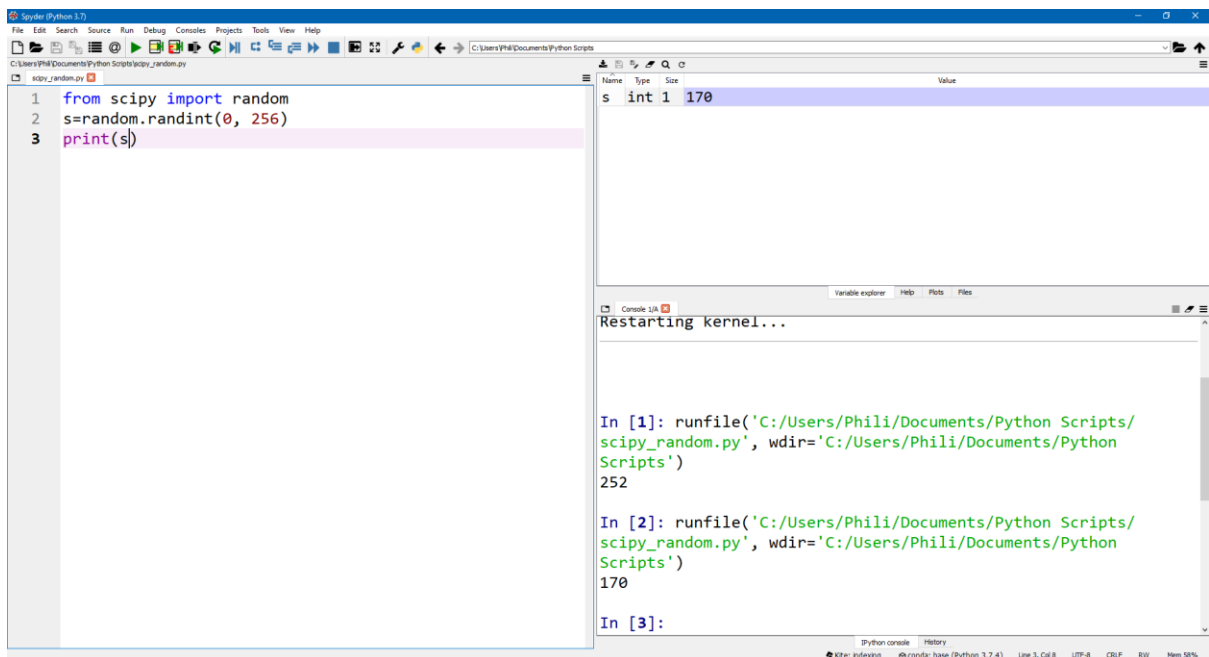 Spyder (Python 3.7)
File Edit Search Source Run Debug Consoles Projects Tools View Help
C:\Users\Phili\Documents\Python Scripts
C:\Users\Phili\Documents\Python Scripts\scipy_random.py
scipy_random.py
1 from scipy import random
2 s=random.randint(0, 256)
3 print(s)
Name Type Size Value
s int 1 170
Variable explorer Help Plots Files
Console 1/A
Restarting kernel...
In [1]: runfile('C:/Users/Phili/Documents/Python Scripts/
scipy_random.py', wdir='C:/Users/Phili/Documents/Python
Scripts')
252
In [2]: runfile('C:/Users/Phili/Documents/Python Scripts/
scipy_random.py', wdir='C:/Users/Phili/Documents/Python
Scripts')
170
In [3]:
IPython console History
Kite: indexing conda: base (Python 3.7.4) Line 3, Col 8 UTF-8 CRLF RW Mem 58%